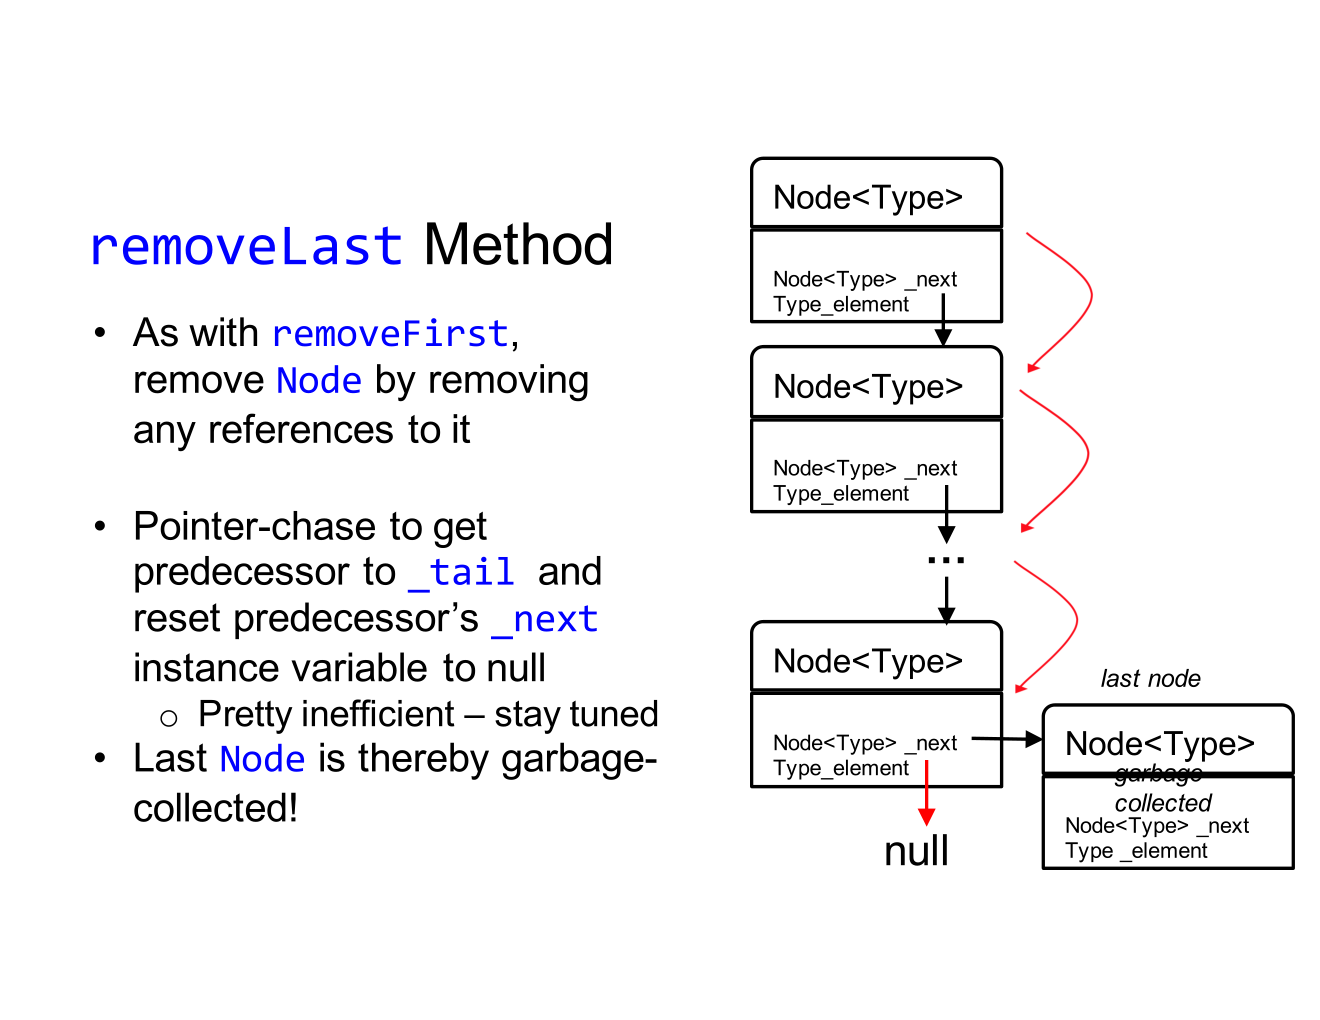 removeLast Method
• As with removeFirst,
remove Node by removing
any references to it
• Pointer-chase to get
predecessor to _tail and
reset predecessor’s _next
instance variable to null
o Pretty inefficient – stay tuned
• Last Node is thereby garbage-
collected!
Node<Type>
Node<Type> _next
Type_element
Node<Type>
Node<Type> _next
Type_element
...
Node<Type>
Node<Type> _next
Type_element
null
last node
Node<Type>
garbage
collected
Node<Type> _next
Type _element